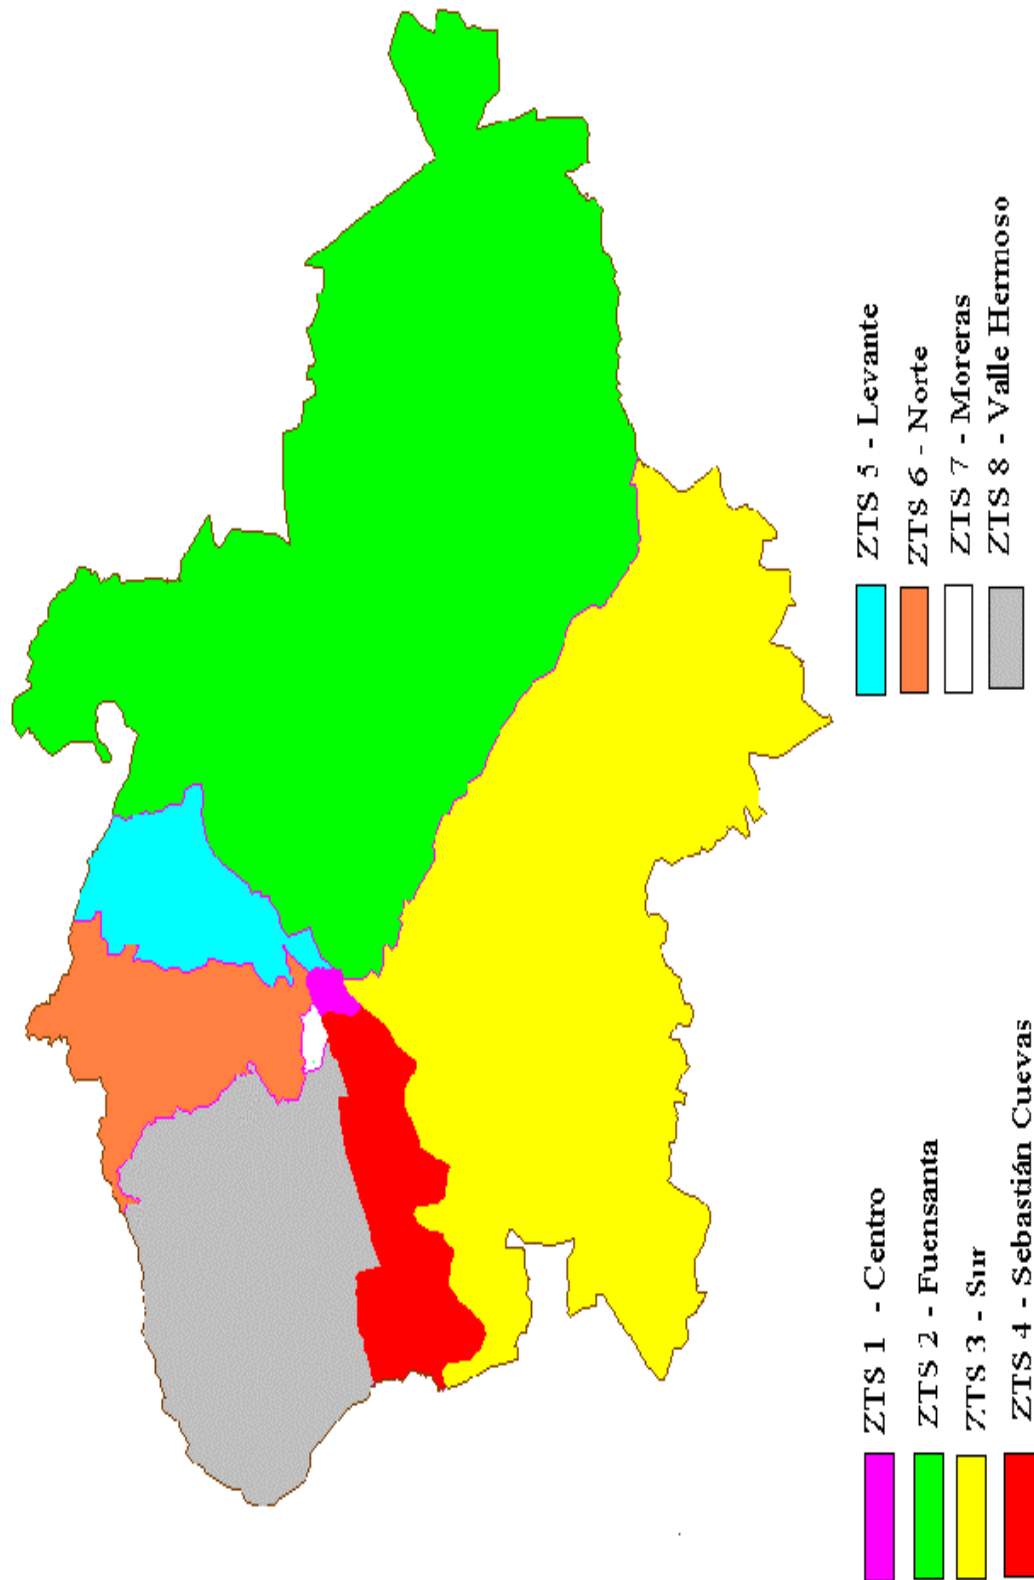 ZTS 1 - Centro
ZTS 2 - Fuensanta
ZTS 3 - Sur
ZTS 4 - Sebastián Cuevas
ZTS 5 - Levante
ZTS 6 - Norte
ZTS 7 - Moreras
ZTS 8 - Valle Hermoso